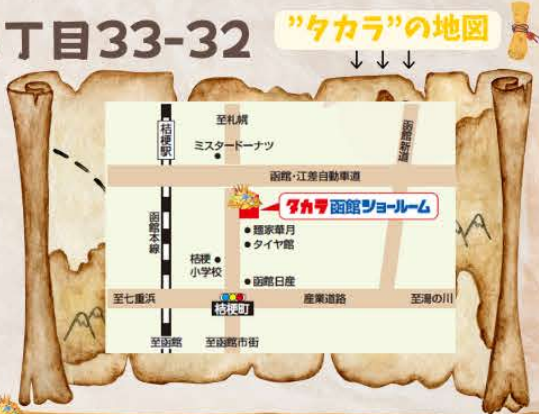 丁目33-32
”タカラ”の地図
↓ ↓ ↓
至札幌
桔梗駅
ミスタードーナツ
函館新道
函館・江差自動車道
タカラ函館ショールーム
函館本線
麺家華月
タイヤ館
桔梗
小学校
函館日産
至七重浜
桔梗町
産業道路
至湯の川
至函館
至函館市街